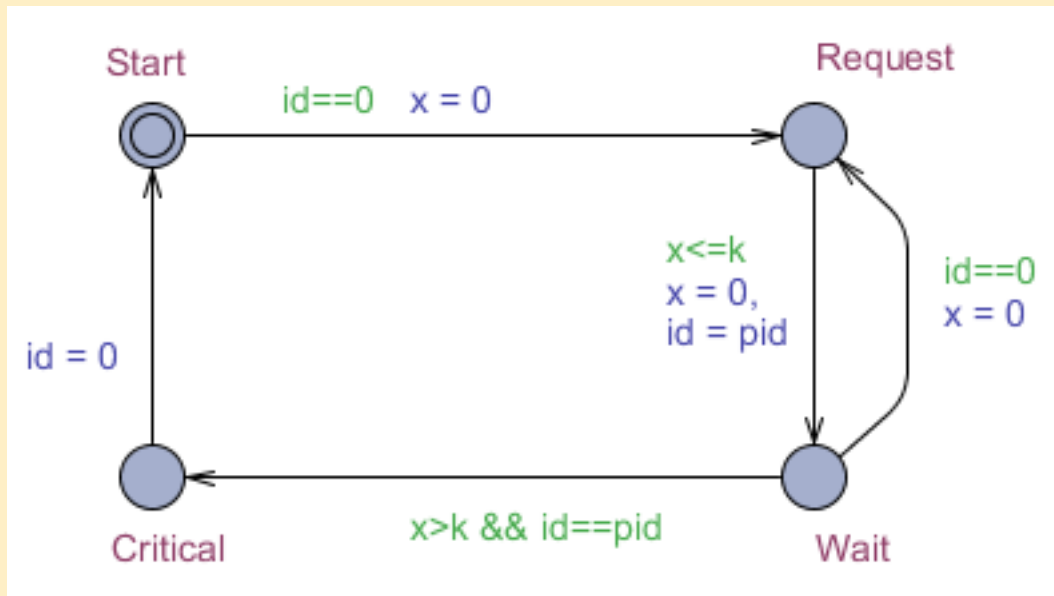 Start
Request
id==0 x = 0
x<=k
x = 0,
id = pid
id==0
x = 0
id = 0
x>k && id==pid
Critical
Wait